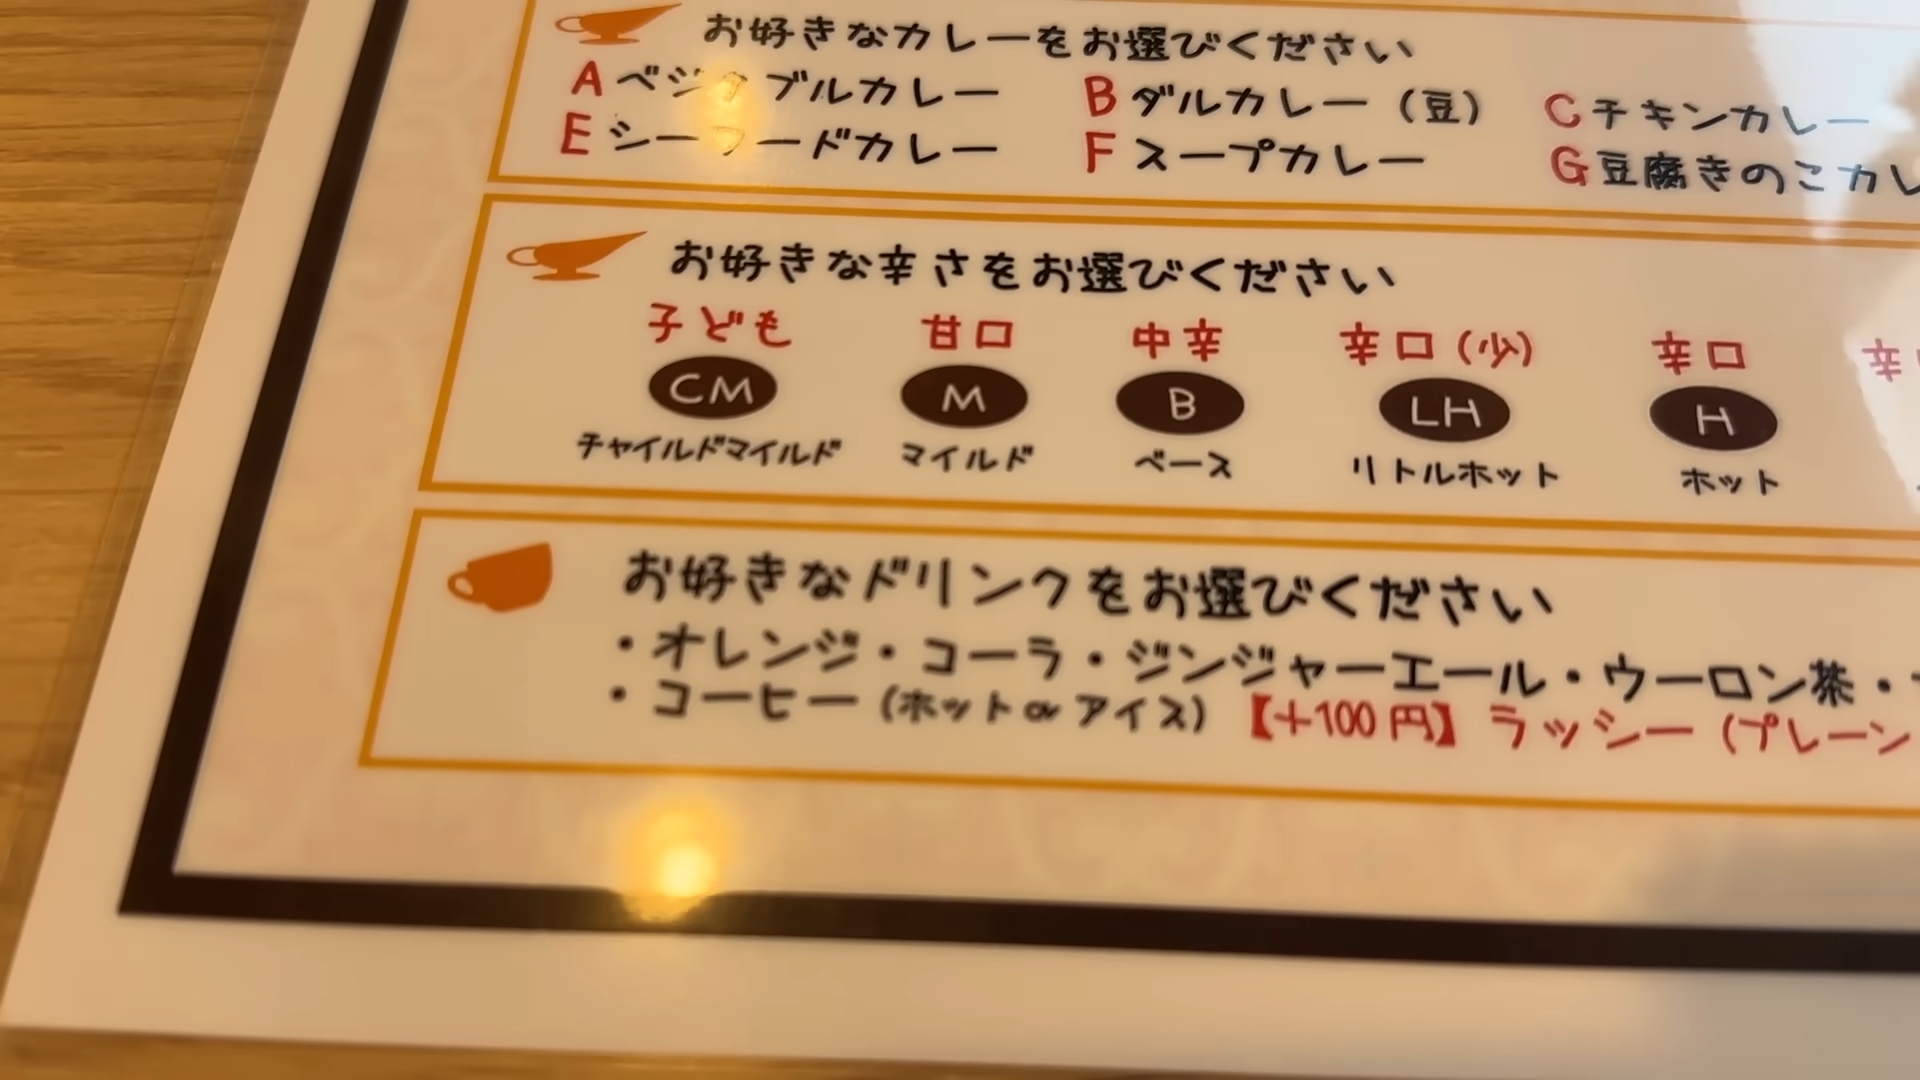 お好きなカレーをお選びください
A ベジタブルカレー B ダルカレー（豆） C チキンカレー
E シーフードカレー F スープカレー G 豆腐きのこカレ
お好きな辛さをお選びください
子ども 甘口 中辛 辛口（少） 辛口 辛
CM M B LH H
チャイルドマイルド マイルド ベース リトルホット ホット
お好きなドリンクをお選びください
・オレンジ・コーラ・ジンジャーエール・ウーロン茶・
・コーヒー（ホット or アイス）【+100円】ラッシー（プレーン